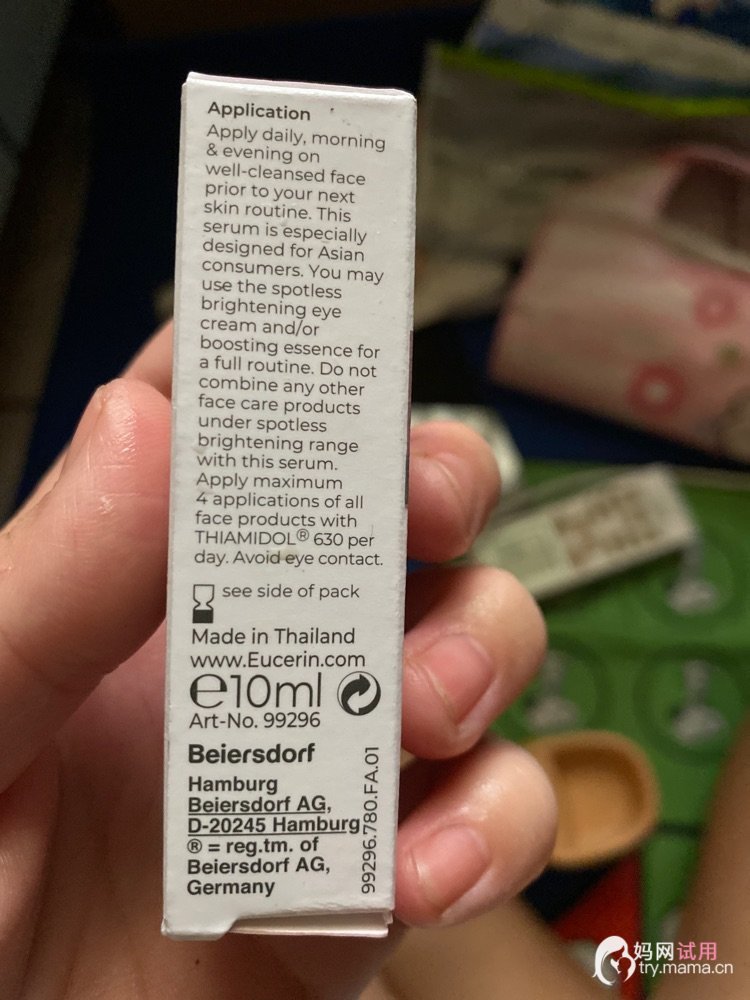 Application
Apply daily, morning
& evening on
well-cleansed face
prior to your next
skin routine. This
serum is especially
designed for Asian
consumers. You may
use the spotless
brightening eye
cream and/or
boosting essence for
a full routine. Do not
combine any other
face care products
under spotless
brightening range
with this serum.
Apply maximum
4 applications of all
face products with
THIAMIDOL® 630 per
day. Avoid eye contact.
see side of pack
Made in Thailand
www.Eucerin.com
℮10ml
Art-No. 99296
Beiersdorf
Hamburg
Beiersdorf AG,
D-20245 Hamburg
® = reg.tm. of
Beiersdorf AG,
Germany
99296.780.FA.01
妈网试用
try.mama.cn